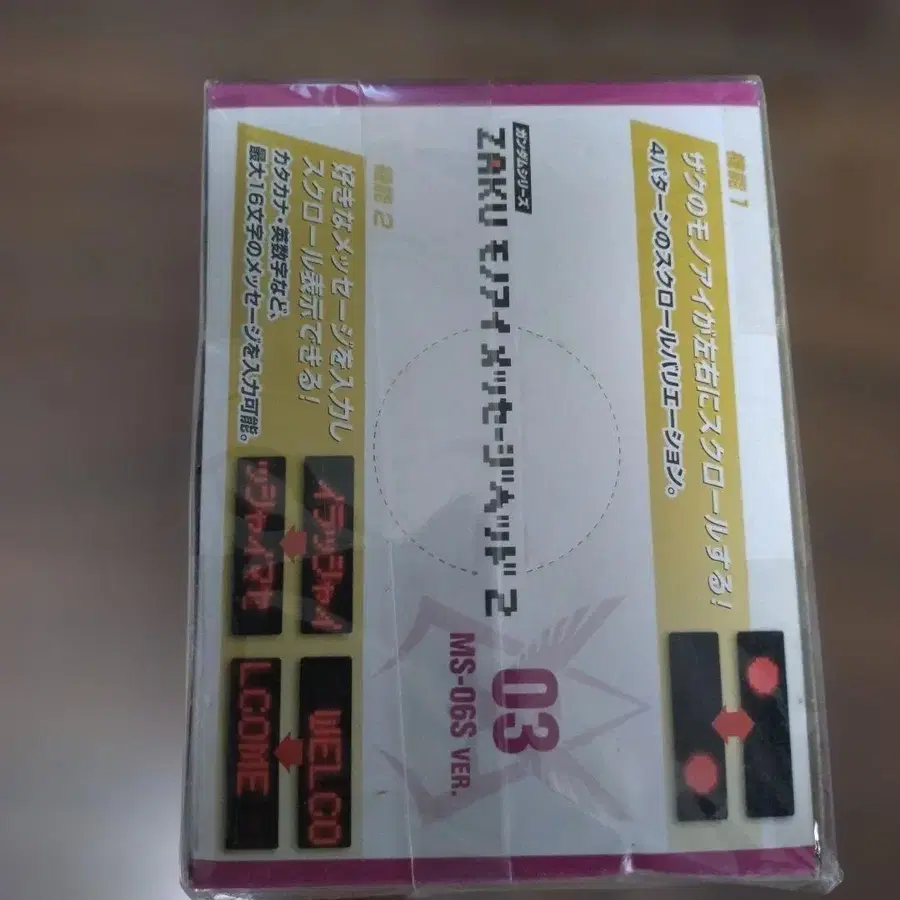 機能 1
ザクのモノアイが左右にスクロールする!
4パターンのスクロールバリエーション。
ガンダムシリーズ
ZAKU モノアイ メッセージヘッド 2
03
MS-06S VER.
機能 2
好きなメッセージを入力し
スクロール表示できる!
カタカナ・英数字など、
最大16文字のメッセージを入力可能。
イラッシャイ
ッシャイマセ
WELCO
LCOME